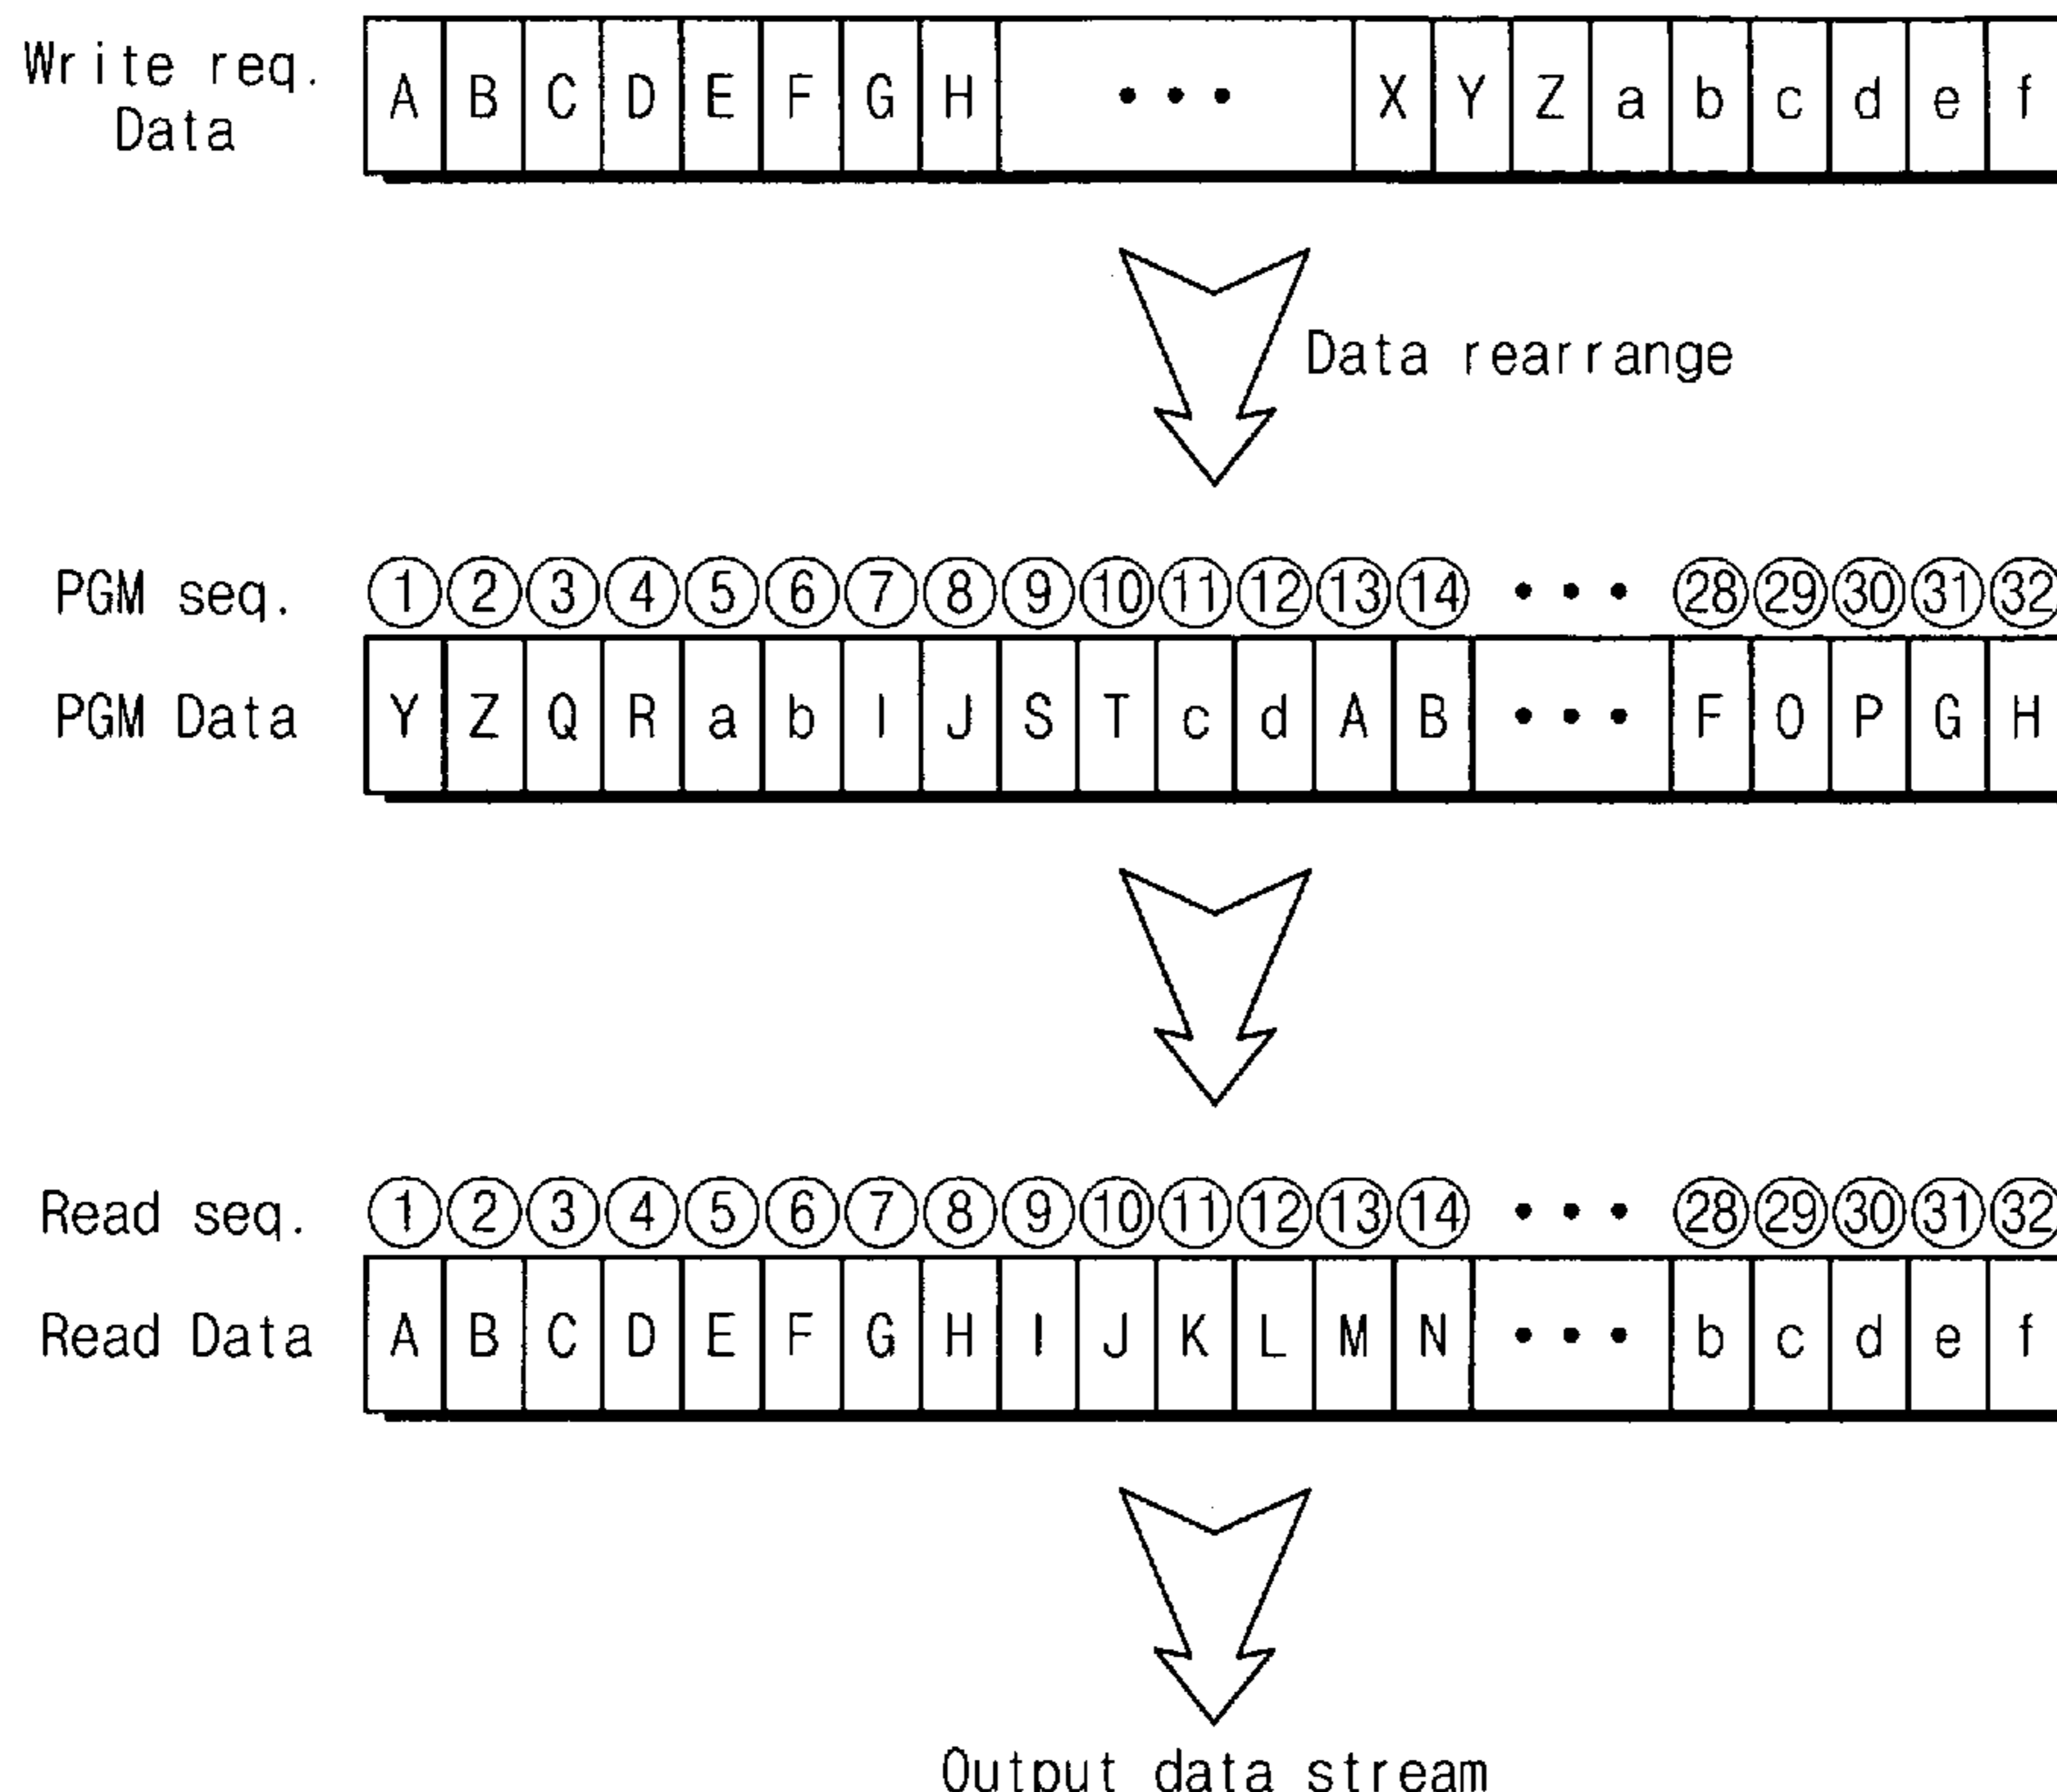 Write req.
Data
A B C D E F G H ••• X Y Z a b c d e f
Data rearrange
PGM seq. ① ② ③ ④ ⑤ ⑥ ⑦ ⑧ ⑨ ⑩ ⑪ ⑫ ⑬ ⑭ ••• ㉘ ㉙ ㉚ ㉛ ㉜
PGM Data Y Z Q R a b I J S T c d A B ••• F O P G H
Read seq. ① ② ③ ④ ⑤ ⑥ ⑦ ⑧ ⑨ ⑩ ⑪ ⑫ ⑬ ⑭ ••• ㉘ ㉙ ㉚ ㉛ ㉜
Read Data A B C D E F G H I J K L M N ••• b c d e f
Output data stream